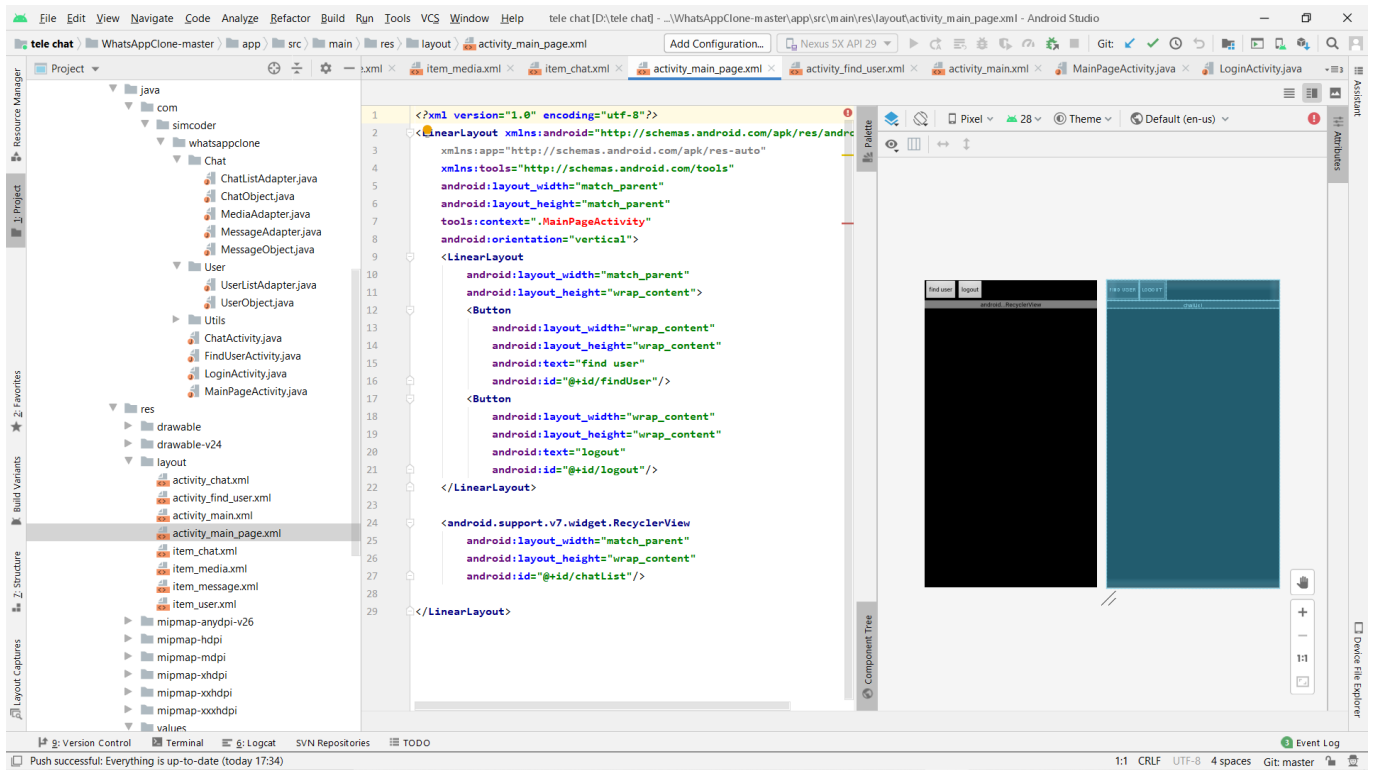 File Edit View Navigate Code Analyze Refactor Build Run Tools VCS Window Help tele chat [D:\tele chat] - ...\WhatsAppClone-master\app\src\main\res\layout\activity_main_page.xml - Android Studio
tele chat WhatsAppClone-master app src main res layout activity_main_page.xml Add Configuration... Nexus 5X API 29 Git:
Project .xml item_media.xml item_chat.xml activity_main_page.xml activity_find_user.xml activity_main.xml MainPageActivity.java LoginActivity.java
Resource Manager
1: Project
2: Favorites
Build Variants
7: Structure
Layout Captures
java
com
simcoder
whatsappclone
Chat
ChatListAdapter.java
ChatObject.java
MediaAdapter.java
MessageAdapter.java
MessageObject.java
User
UserListAdapter.java
UserObject.java
Utils
ChatActivity.java
FindUserActivity.java
LoginActivity.java
MainPageActivity.java
res
drawable
drawable-v24
layout
activity_chat.xml
activity_find_user.xml
activity_main.xml
activity_main_page.xml
item_chat.xml
item_media.xml
item_message.xml
item_user.xml
mipmap-anydpi-v26
mipmap-hdpi
mipmap-mdpi
mipmap-xhdpi
mipmap-xxhdpi
mipmap-xxxhdpi
values
1 <?xml version="1.0" encoding="utf-8"?>
2 <LinearLayout xmlns:android="http://schemas.android.com/apk/res/andro
3 xmlns:app="http://schemas.android.com/apk/res-auto"
4 xmlns:tools="http://schemas.android.com/tools"
5 android:layout_width="match_parent"
6 android:layout_height="match_parent"
7 tools:context=".MainPageActivity"
8 android:orientation="vertical">
9 <LinearLayout
10 android:layout_width="match_parent"
11 android:layout_height="wrap_content">
12 <Button
13 android:layout_width="wrap_content"
14 android:layout_height="wrap_content"
15 android:text="find user"
16 android:id="@+id/findUser"/>
17 <Button
18 android:layout_width="wrap_content"
19 android:layout_height="wrap_content"
20 android:text="logout"
21 android:id="@+id/logout"/>
22 </LinearLayout>
23
24 <android.support.v7.widget.RecyclerView
25 android:layout_width="match_parent"
26 android:layout_height="wrap_content"
27 android:id="@+id/chatList"/>
28
29 </LinearLayout>
Palette
Component Tree
Pixel 28 Theme Default (en-us)
find user logout
android...RecyclerView
FIND USER LOGOUT
chatList
1:1
Assistant
Attributes
Device File Explorer
9: Version Control Terminal 6: Logcat SVN Repositories TODO 3 Event Log
Push successful: Everything is up-to-date (today 17:34) 1:1 CRLF UTF-8 4 spaces Git: master